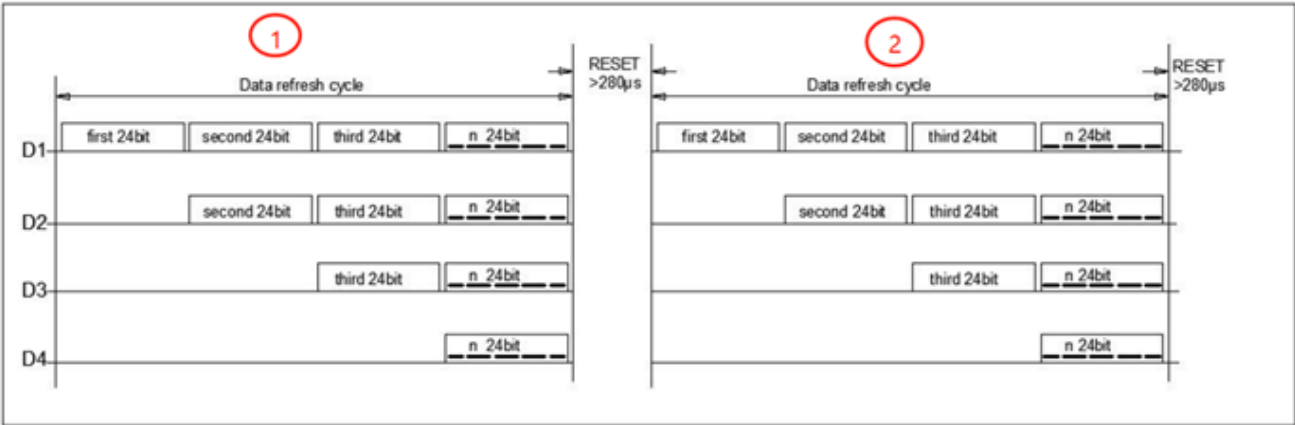 1
2
Data refresh cycle
RESET
>280µs
Data refresh cycle
RESET
>280µs
D1 first 24bit second 24bit third 24bit n 24bit first 24bit second 24bit third 24bit n 24bit
D2 second 24bit third 24bit n 24bit second 24bit third 24bit n 24bit
D3 third 24bit n 24bit third 24bit n 24bit
D4 n 24bit n 24bit